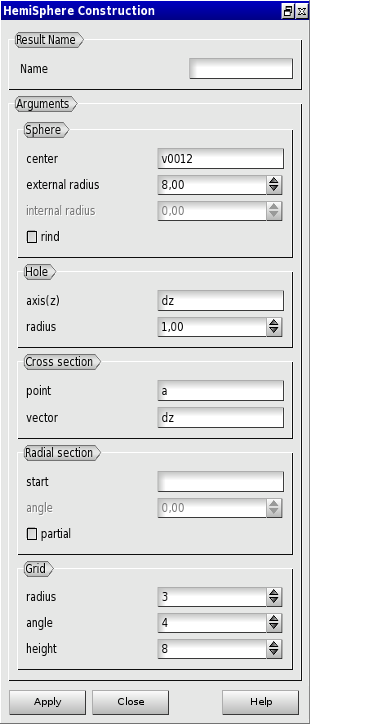 HemiSphere Construction
Result Name
Name
Arguments
Sphere
center v0012
external radius 8,00
internal radius 0,00
rind
Hole
axis(z) dz
radius 1,00
Cross section
point a
vector dz
Radial section
start
angle 0,00
partial
Grid
radius 3
angle 4
height 8
Apply Close Help